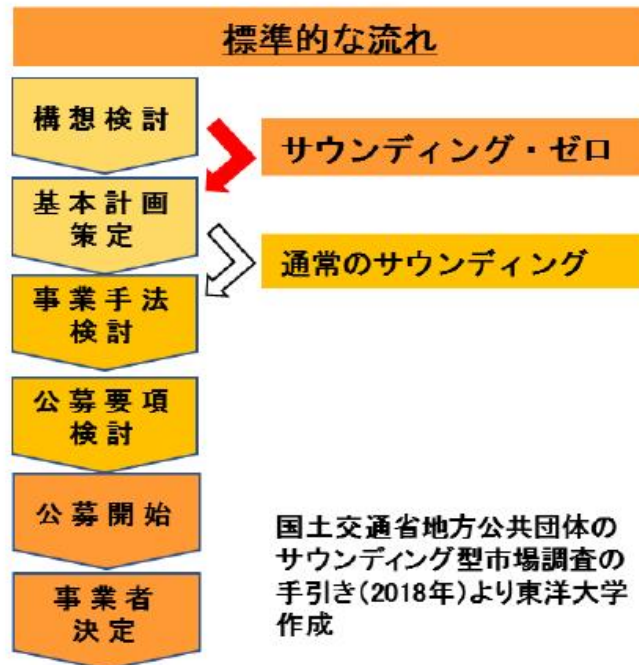 標準的な流れ
構想検討
サウンディング・ゼロ
基本計画
策定
通常のサウンディング
事業手法
検討
公募要項
検討
公募開始
事業者
決定
国土交通省地方公共団体の
サウンディング型市場調査の
手引き(2018年)より東洋大学
作成